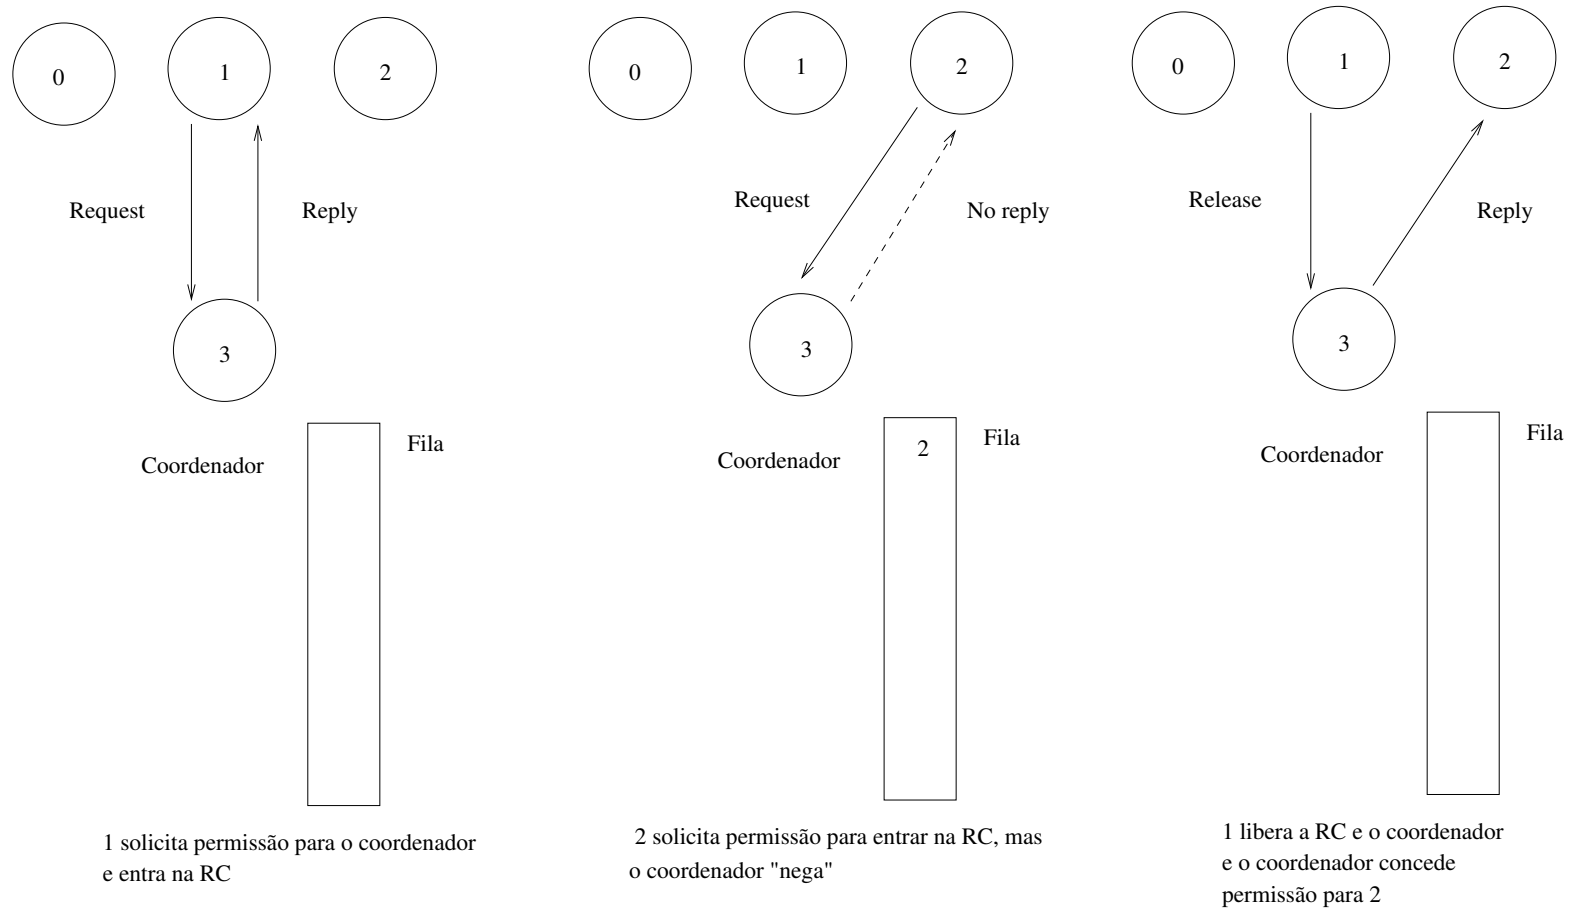 0
1
2
Request
Reply
3
Coordenador
Fila
1 solicita permissão para o coordenador
e entra na RC
0
1
2
Request
No reply
3
Coordenador
2
Fila
2 solicita permissão para entrar na RC, mas
o coordenador "nega"
0
1
2
Release
Reply
3
Coordenador
Fila
1 libera a RC e o coordenador
e o coordenador concede
permissão para 2